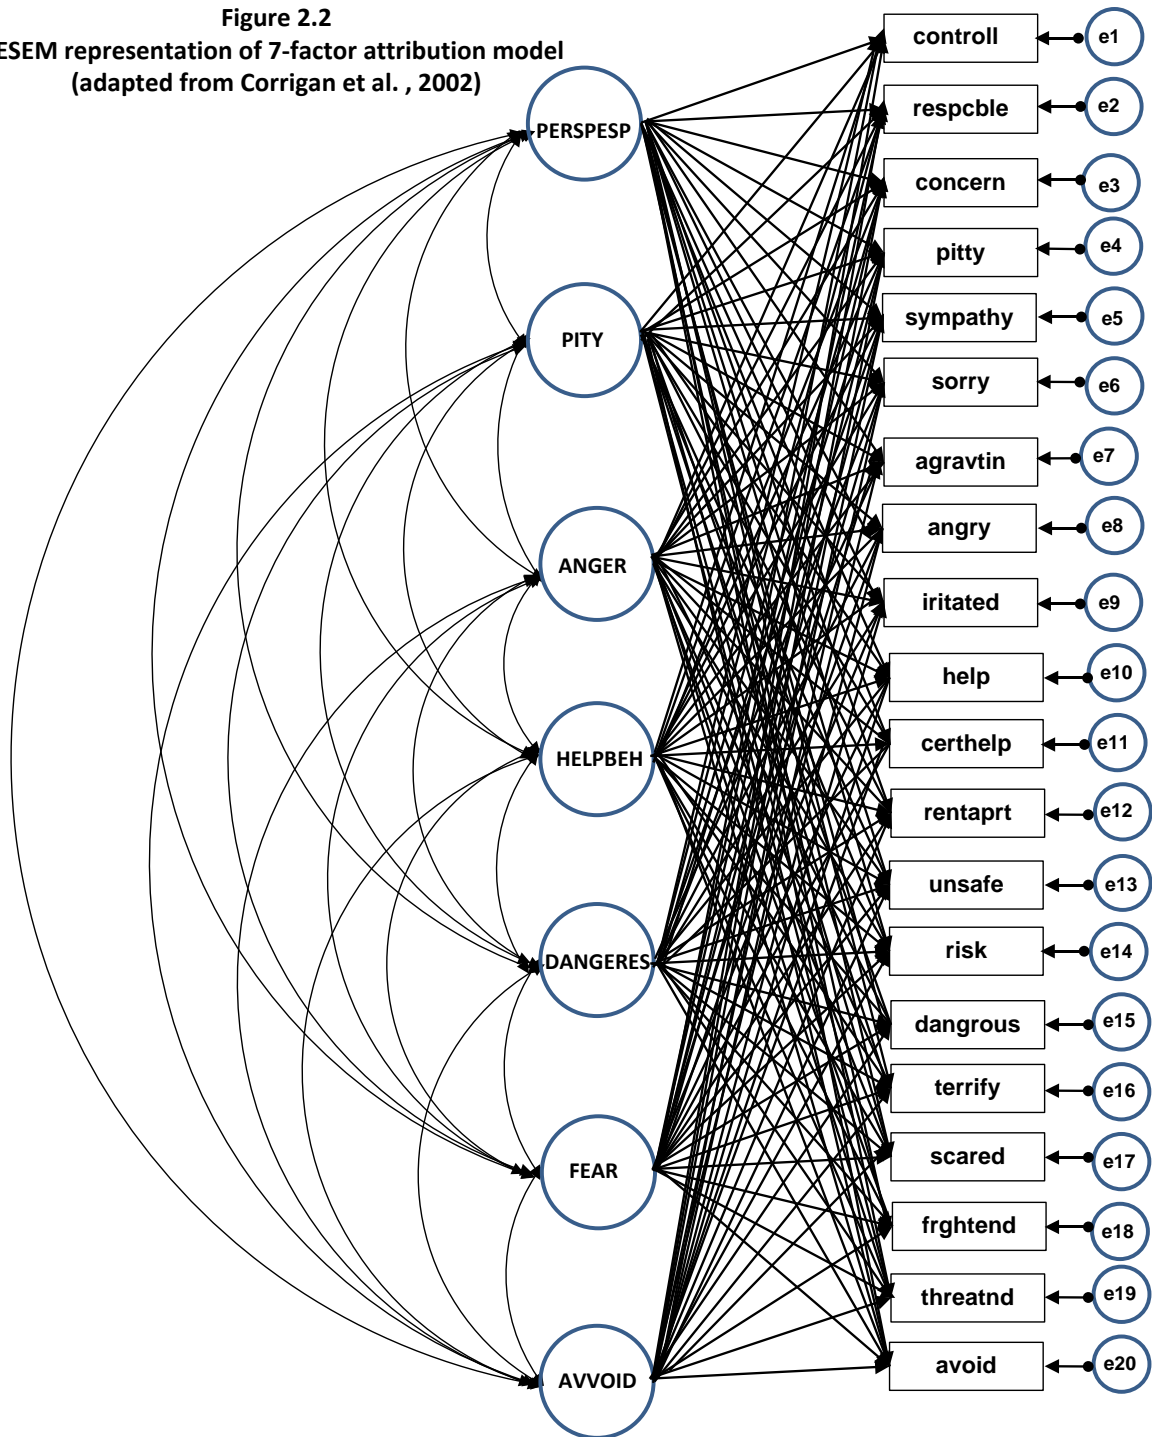 Figure 2.2
ESEM representation of 7-factor attribution model
(adapted from Corrigan et al. , 2002)
PERSPESP
PITY
ANGER
HELPBEH
DANGERES
FEAR
AVVOID
controll e1
respcble e2
concern e3
pitty e4
sympathy e5
sorry e6
agravtin e7
angry e8
iritated e9
help e10
certhelp e11
rentaprt e12
unsafe e13
risk e14
dangrous e15
terrify e16
scared e17
frghtend e18
threatnd e19
avoid e20